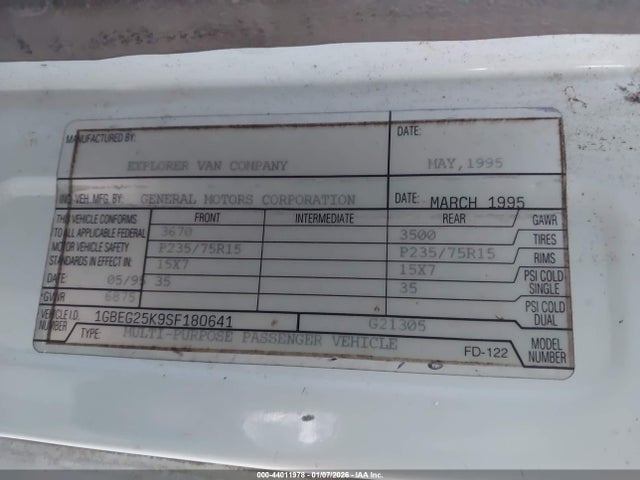 MANUFACTURED BY: DATE:
EXPLORER VAN COMPANY MAY,1995
INC. VEH. MFG. BY: GENERAL MOTORS CORPORATION DATE: MARCH 1995
THIS VEHICLE CONFORMS FRONT INTERMEDIATE REAR GAWR
TO ALL APPLICABLE FEDERAL 3670 3500 TIRES
MOTOR VEHICLE SAFETY P235/75R15 P235/75R15 RIMS
STANDARDS IN EFFECT IN: 15X7 15X7 PSI COLD SINGLE
DATE: 05/95 35 35
GVWR 6875 PSI COLD DUAL
VEHICLE I.D. NUMBER 1GBEG25K9SF180641 G21305 MODEL NUMBER
TYPE: MULTI-PURPOSE PASSENGER VEHICLE FD-122
000-44011978 - 01/07/2026 - © IAA, Inc.